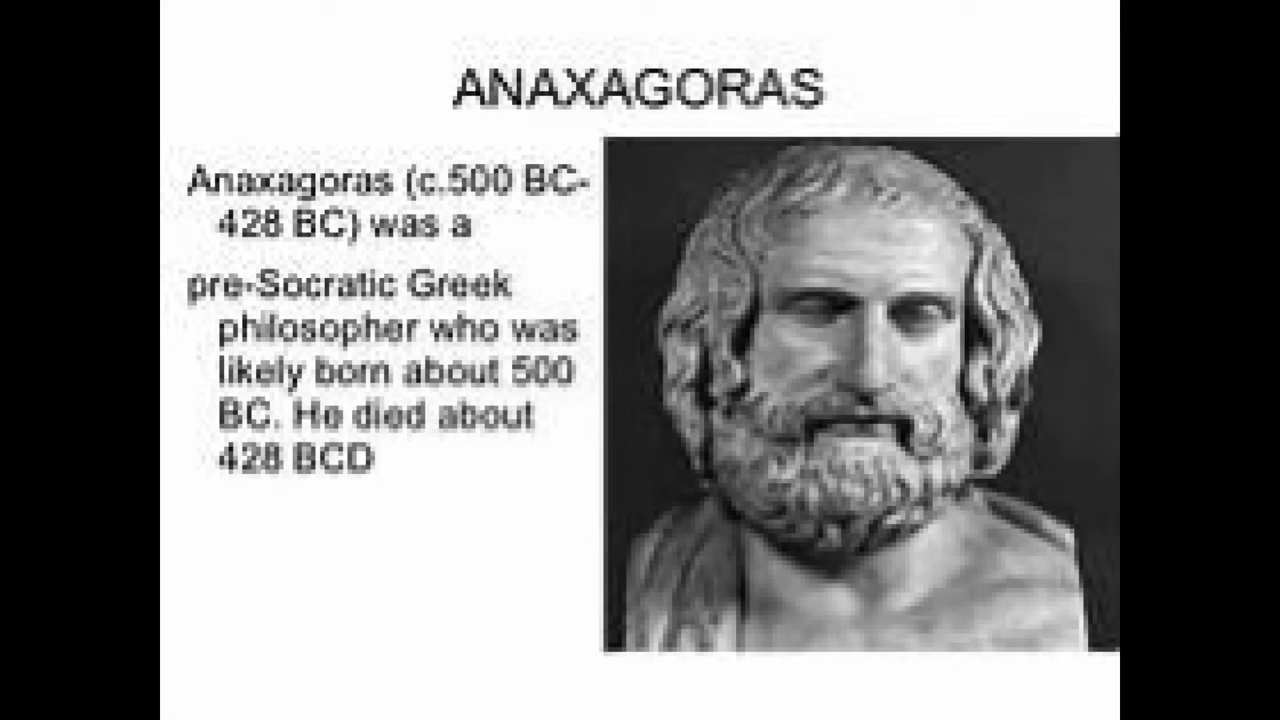 ANAXAGORAS
Anaxagoras (c.500 BC-
428 BC) was a
pre-Socratic Greek
philosopher who was
likely born about 500
BC. He died about
428 BCD